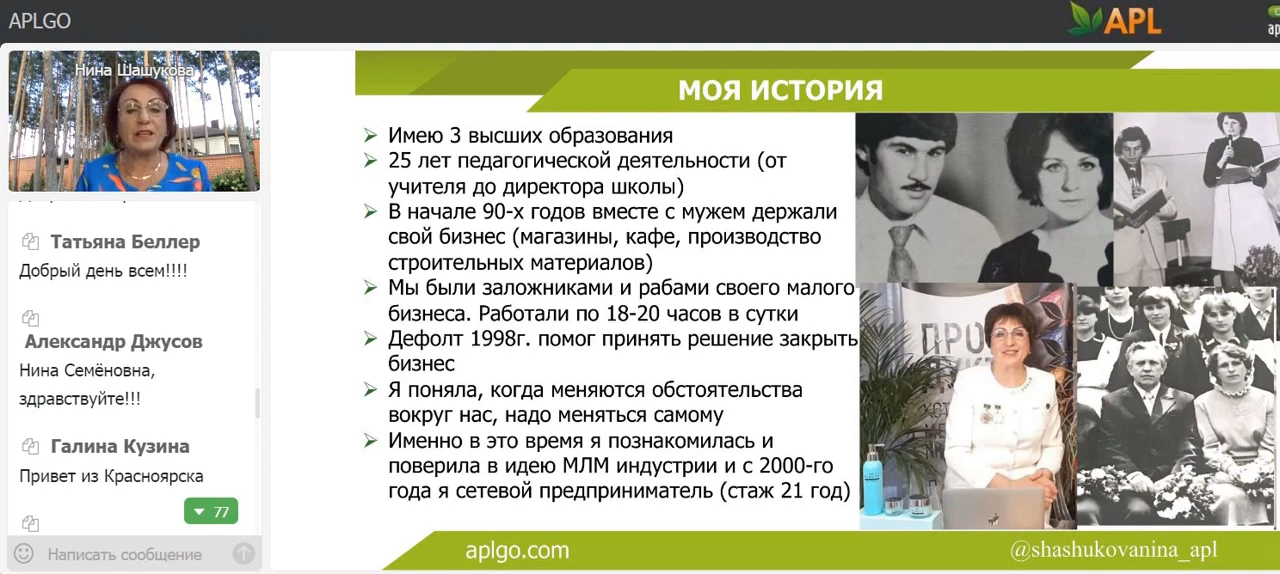 APLGO
APL
Нина Шашукова
Татьяна Беллер
Добрый день всем!!!!
Александр Джусов
Нина Семёновна,
здравствуйте!!!
Галина Кузина
Привет из Красноярска
77
Написать сообщение
МОЯ ИСТОРИЯ
Имею 3 высших образования
25 лет педагогической деятельности (от
учителя до директора школы)
В начале 90-х годов вместе с мужем держали
свой бизнес (магазины, кафе, производство
строительных материалов)
Мы были заложниками и рабами своего малого
бизнеса. Работали по 18-20 часов в сутки
Дефолт 1998г. помог принять решение закрыть
бизнес
Я поняла, когда меняются обстоятельства
вокруг нас, надо меняться самому
Именно в это время я познакомилась и
поверила в идею МЛМ индустрии и с 2000-го
года я сетевой предприниматель (стаж 21 год)
aplgo.com
@shashukovanina_apl